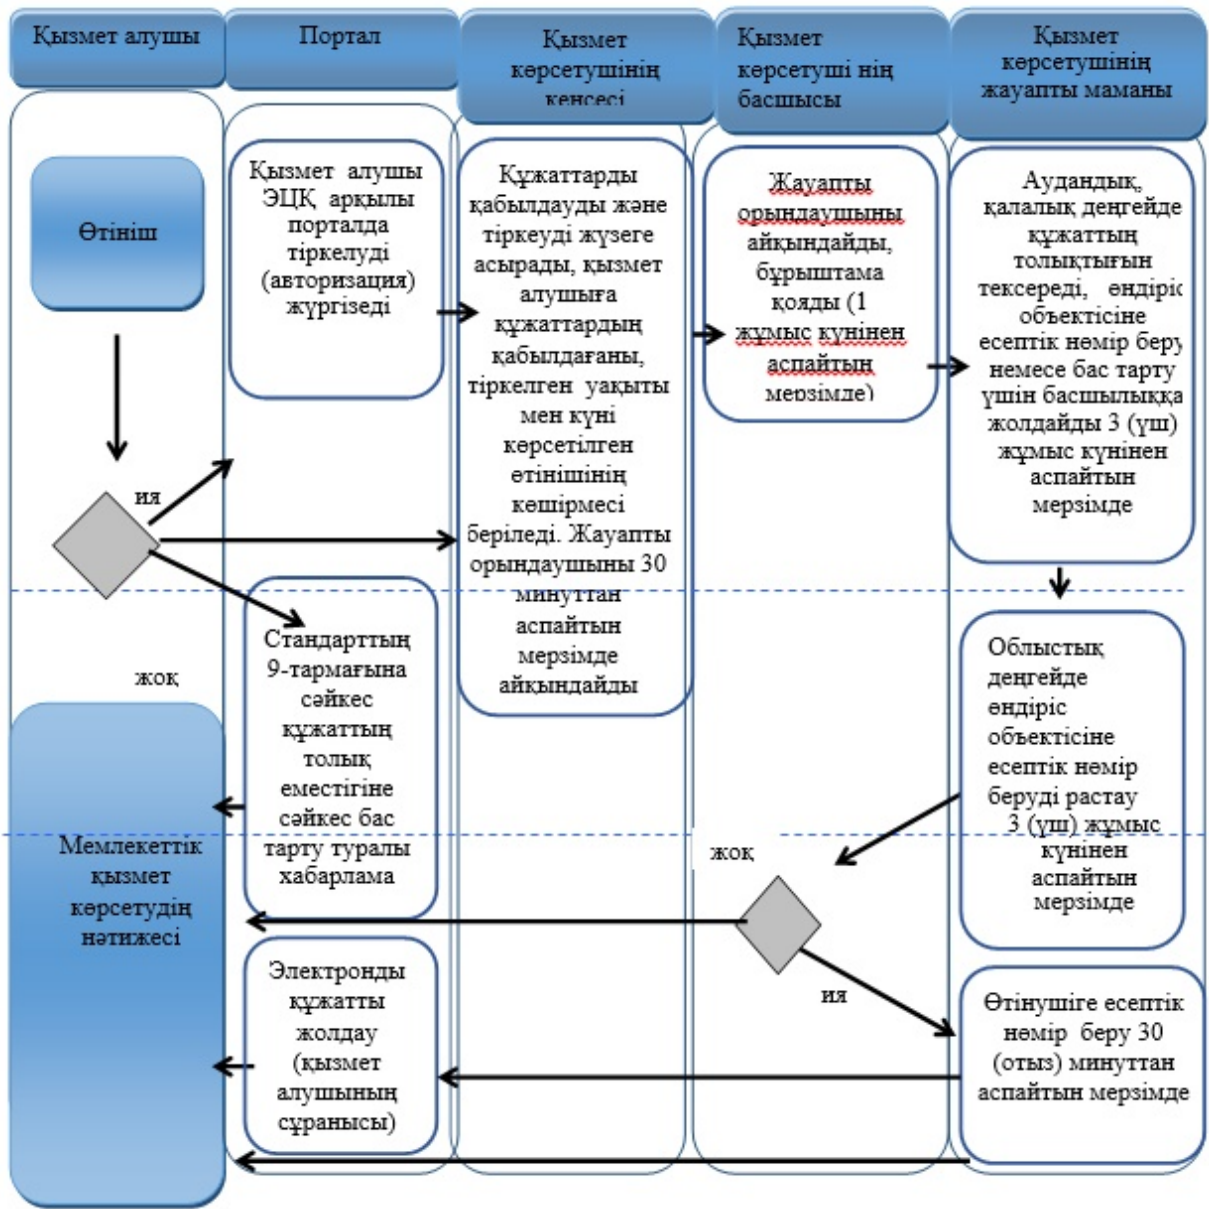 Қызмет алушы
Портал
Қызмет
көрсетушінің
кеңсесі
Қызмет
көрсетуші нің
басшысы
Қызмет
көрсетушінің
жауапты маманы
Өтініш
Қызмет алушы
ЭЦҚ арқылы
порталда
тіркелуді
(авторизация)
жүргізеді
Құжаттарды
қабылдауды және
тіркеуді жүзеге
асырады, қызмет
алушыға
құжаттардың
қабылдағаны,
тіркелген уақыты
мен күні
көрсетілген
өтінішінің
көшірмесі
беріледі. Жауапты
орындаушыны 30
минуттан
аспайтын
мерзімде
айқындайды
Жауапты
орындаушыны
айқындайды,
бұрыштама
қояды (1
жұмыс күнінен
аспайтын
мерзімде)
Аудандық,
қалалық деңгейде
құжаттың
толықтығын
тексереді, өндіріс
объектісіне
есептік нөмір беру
немесе бас тарту
үшін басшылыққа
жолдайды 3 (үш)
жұмыс күнінен
аспайтын
мерзімде
ия
жоқ
Стандарттың
9-тармағына
сәйкес
құжаттың
толық
еместігіне
сәйкес бас
тарту туралы
хабарлама
Облыстық
деңгейде
өндіріс
объектісіне
есептік нөмір
беруді растау
3 (үш) жұмыс
күнінен
аспайтын
мерзімде
Мемлекеттік
қызмет
көрсетудің
нәтижесі
жоқ
ия
Электронды
құжатты
жолдау
(қызмет
алушының
сұранысы)
Өтінушіге есептік
нөмір беру 30
(отыз) минуттан
аспайтын мерзімде